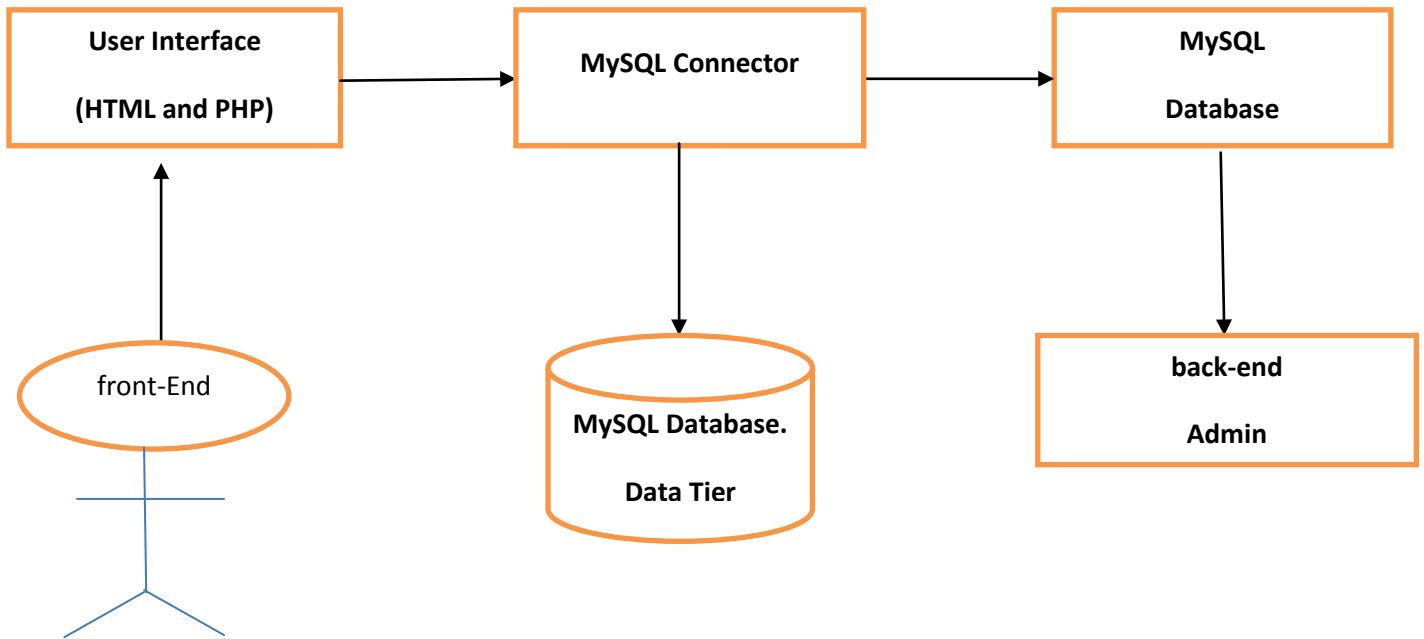 User Interface
(HTML and PHP)
MySQL Connector
MySQL
Database
front-End
MySQL Database.
Data Tier
back-end
Admin